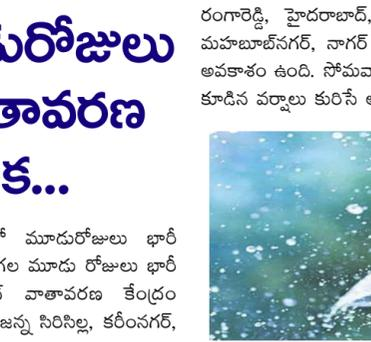 రోజులు
తావరణ
క...
మూడురోజులు భారీ
గల మూడు రోజులు భారీ
వాతావరణ కేంద్రం
జన్న సిరిసిల్ల, కరీంనగర్,
రంగారెడ్డి, హైదరాబాద్,
మహబూబ్‌నగర్, నాగర్
అవకాశం ఉంది. సోమవా
కూడిన వర్షాలు కురిసే